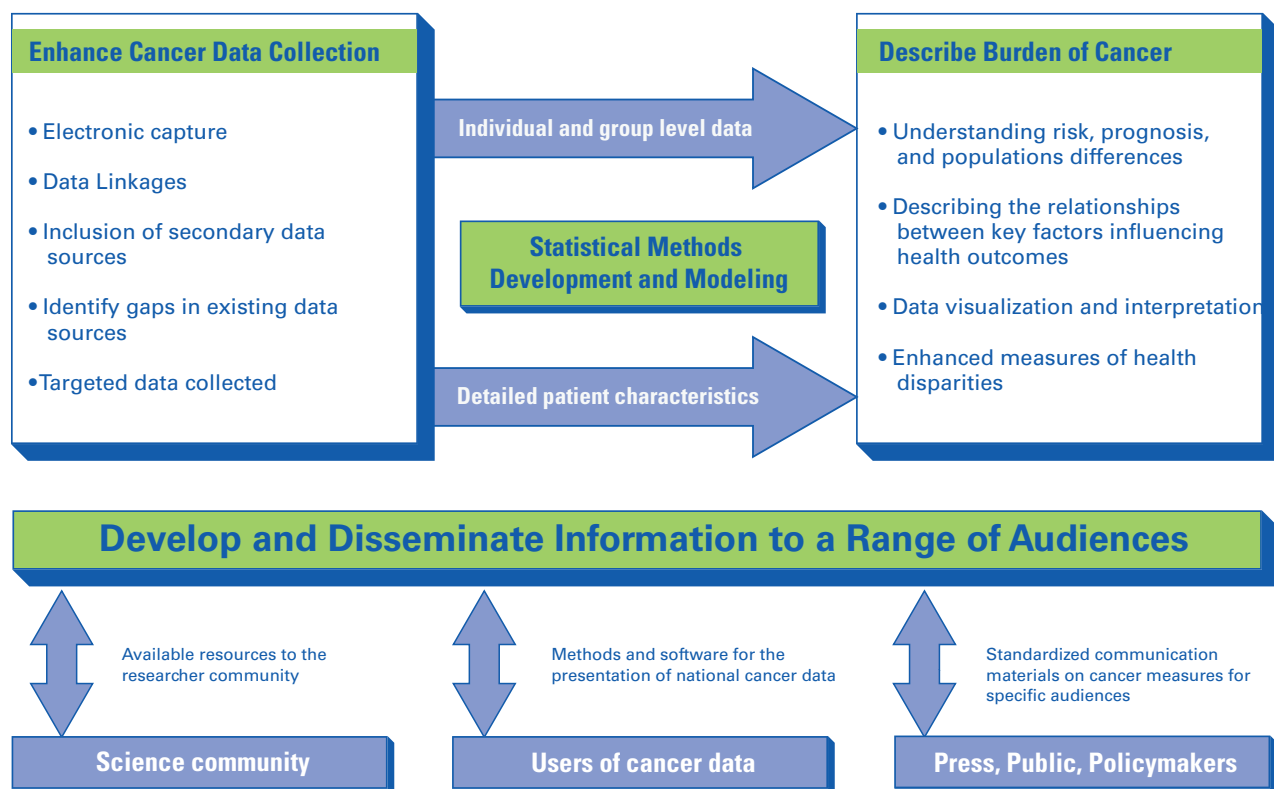 Enhance Cancer Data Collection
• Electronic capture
• Data Linkages
• Inclusion of secondary data
sources
• Identify gaps in existing data
sources
•Targeted data collected
Individual and group level data
Statistical Methods
Development and Modeling
Detailed patient characteristics
Describe Burden of Cancer
• Understanding risk, prognosis,
and populations differences
• Describing the relationships
between key factors influencing
health outcomes
• Data visualization and interpretation
• Enhanced measures of health
disparities
Develop and Disseminate Information to a Range of Audiences
Available resources to the
researcher community
Science community
Methods and software for the
presentation of national cancer data
Users of cancer data
Standardized communication
materials on cancer measures for
specific audiences
Press, Public, Policymakers